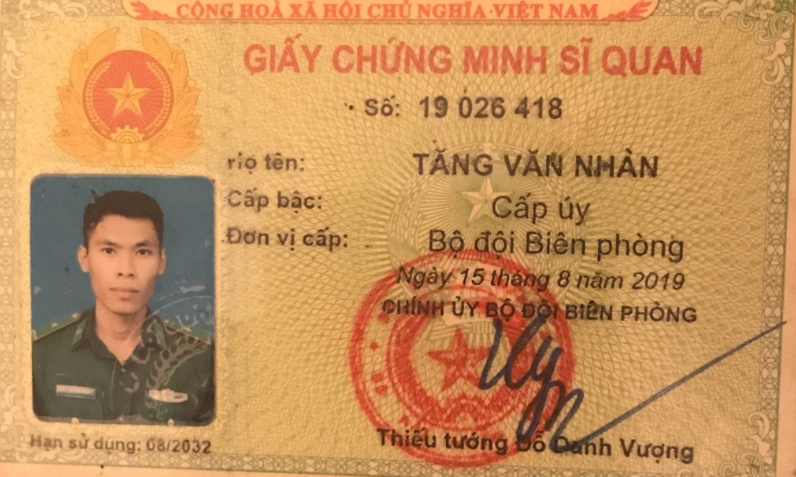 CỘNG HOÀ XÃ HỘI CHỦ NGHĨA VIỆT NAM
GIẤY CHỨNG MINH SĨ QUAN
Số: 19 026 418
Họ tên: TĂNG VĂN NHÀN
Cấp bậc: Cấp úy
Đơn vị cấp: Bộ đội Biên phòng
Ngày 15 tháng 8 năm 2019
CHÍNH ỦY BỘ ĐỘI BIÊN PHÒNG
Thiếu tướng Đỗ Danh Vượng
Hạn sử dụng: 08/2032